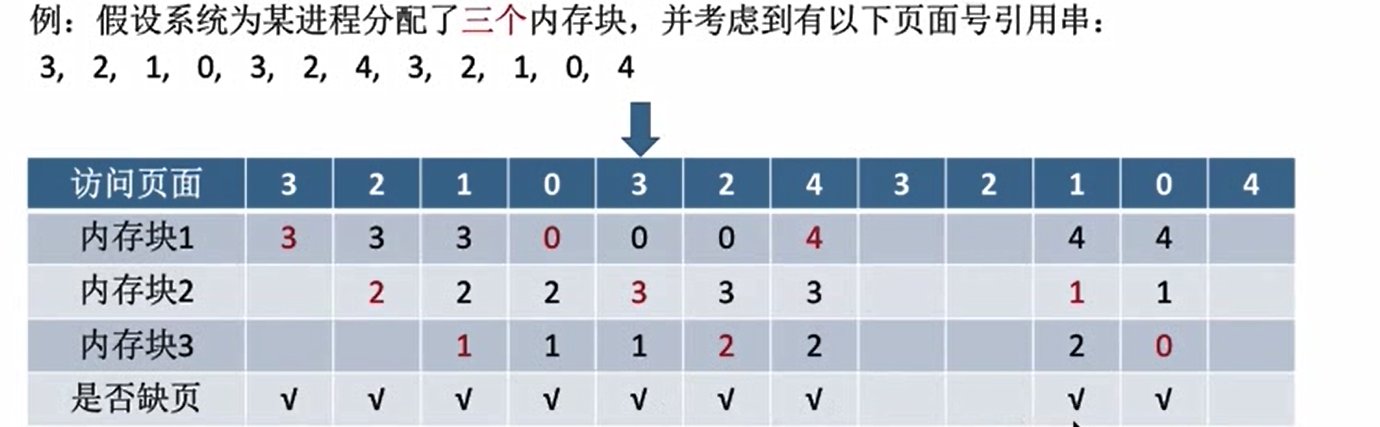 例：假设系统为某进程分配了三个内存块，并考虑到有以下页面号引用串：
3, 2, 1, 0, 3, 2, 4, 3, 2, 1, 0, 4
访问页面 3 2 1 0 3 2 4 3 2 1 0 4
内存块1 3 3 3 0 0 0 4 4 4
内存块2 2 2 2 3 3 3 1 1
内存块3 1 1 1 2 2 2 0
是否缺页 √ √ √ √ √ √ √ √ √